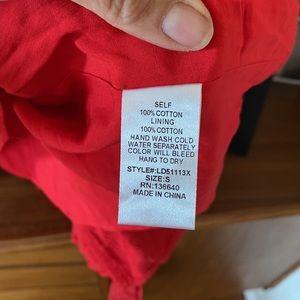 SELF
100% COTTON
LINING
100% COTTON
HAND WASH COLD
WATER SEPARATELY
COLOR WILL BLEED
HANG TO DRY
STYLE#:LD51113X
SIZE:S
RN:136640
MADE IN CHINA